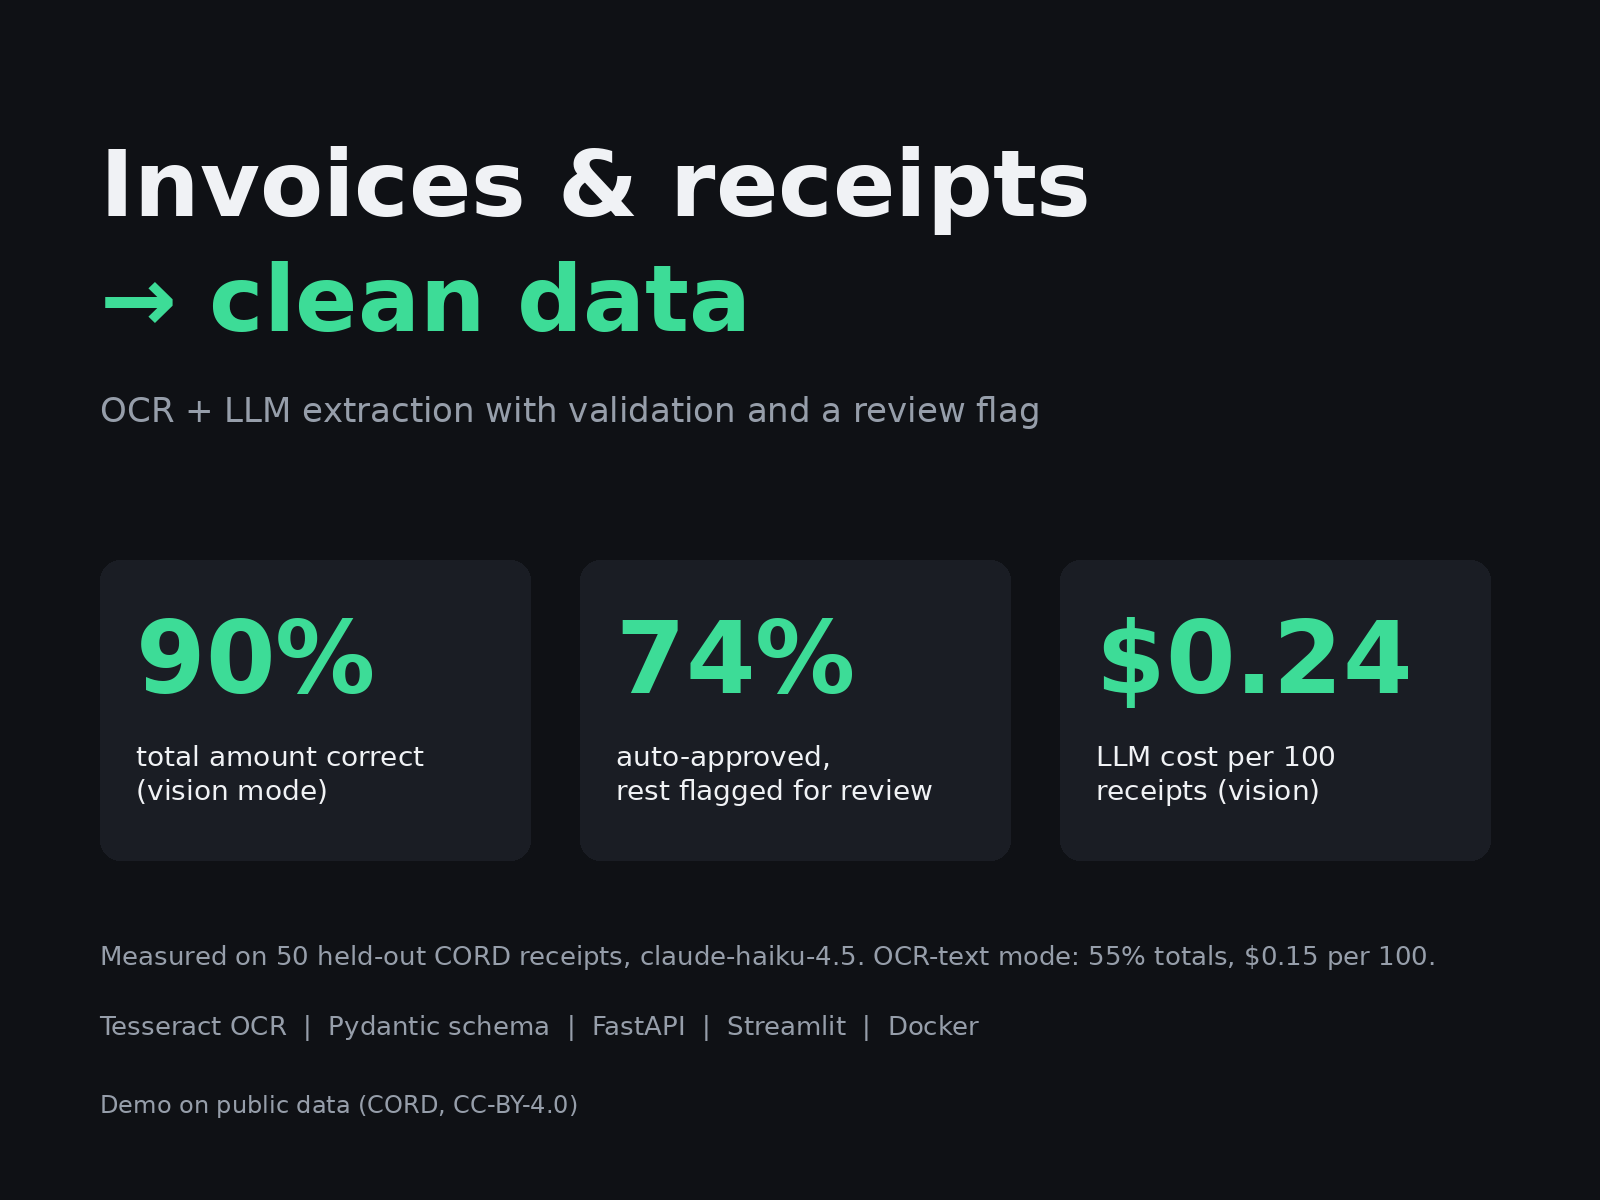 Invoices & receipts
→ clean data
OCR + LLM extraction with validation and a review flag
90%
total amount correct
(vision mode)
74%
auto-approved,
rest flagged for review
$0.24
LLM cost per 100
receipts (vision)
Measured on 50 held-out CORD receipts, claude-haiku-4.5. OCR-text mode: 55% totals, $0.15 per 100.
Tesseract OCR | Pydantic schema | FastAPI | Streamlit | Docker
Demo on public data (CORD, CC-BY-4.0)